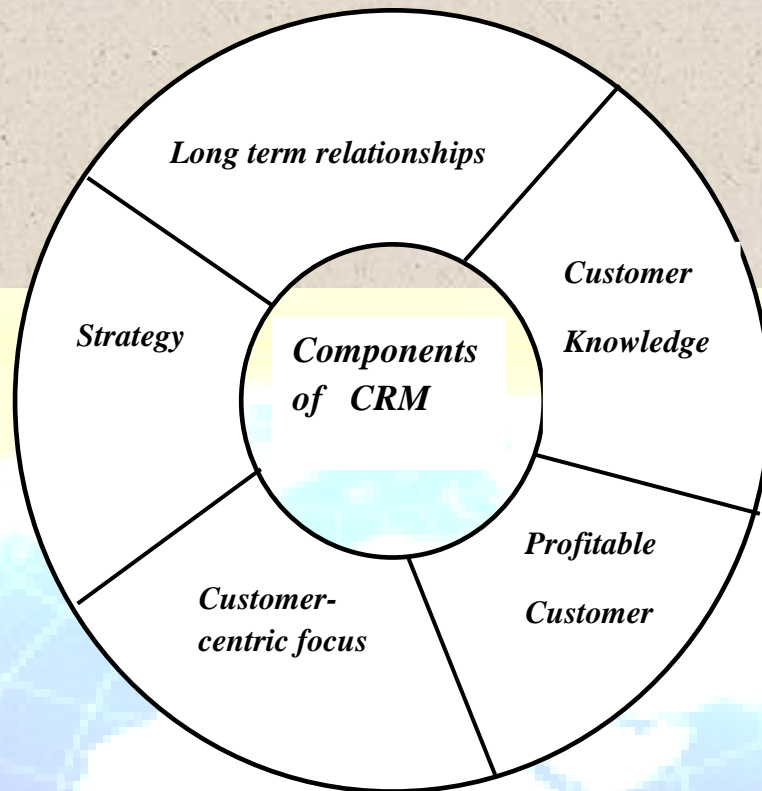 Long term relationships
Customer
Knowledge
Strategy
Components
of CRM
Profitable
Customer
Customer-
centric focus